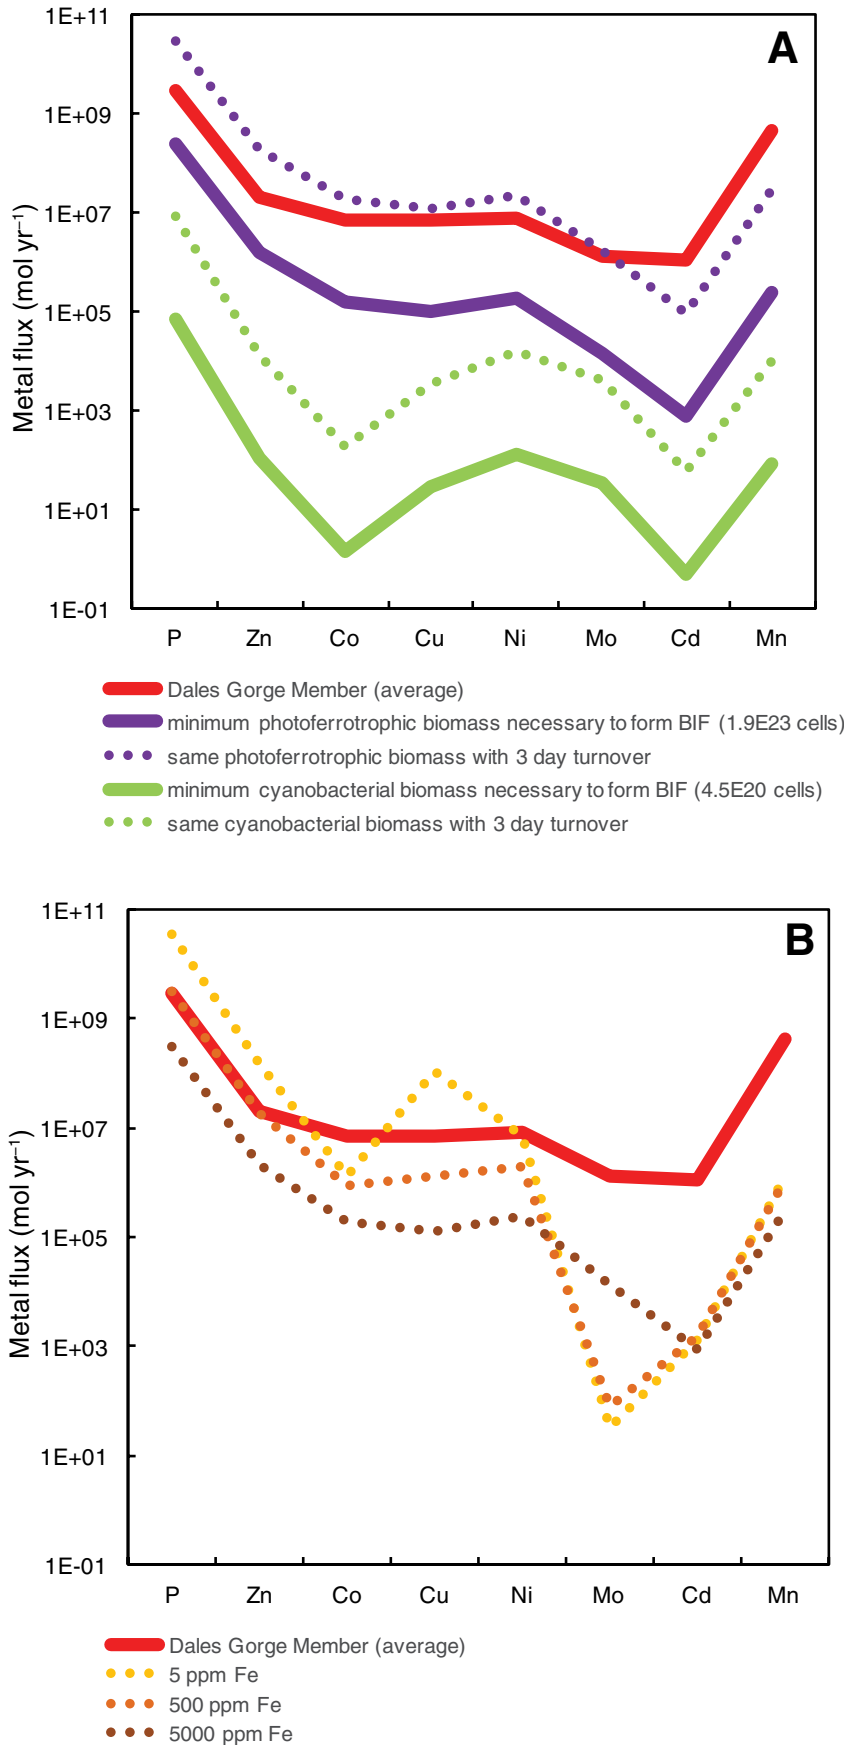 A
1E+11
1E+09
1E+07
1E+05
1E+03
1E+01
1E-01
Metal flux (mol yr⁻¹)
P Zn Co Cu Ni Mo Cd Mn
Dales Gorge Member (average)
minimum photoferrotrophic biomass necessary to form BIF (1.9E23 cells)
same photoferrotrophic biomass with 3 day turnover
minimum cyanobacterial biomass necessary to form BIF (4.5E20 cells)
same cyanobacterial biomass with 3 day turnover
B
1E+11
1E+09
1E+07
1E+05
1E+03
1E+01
1E-01
Metal flux (mol yr⁻¹)
P Zn Co Cu Ni Mo Cd Mn
Dales Gorge Member (average)
5 ppm Fe
500 ppm Fe
5000 ppm Fe